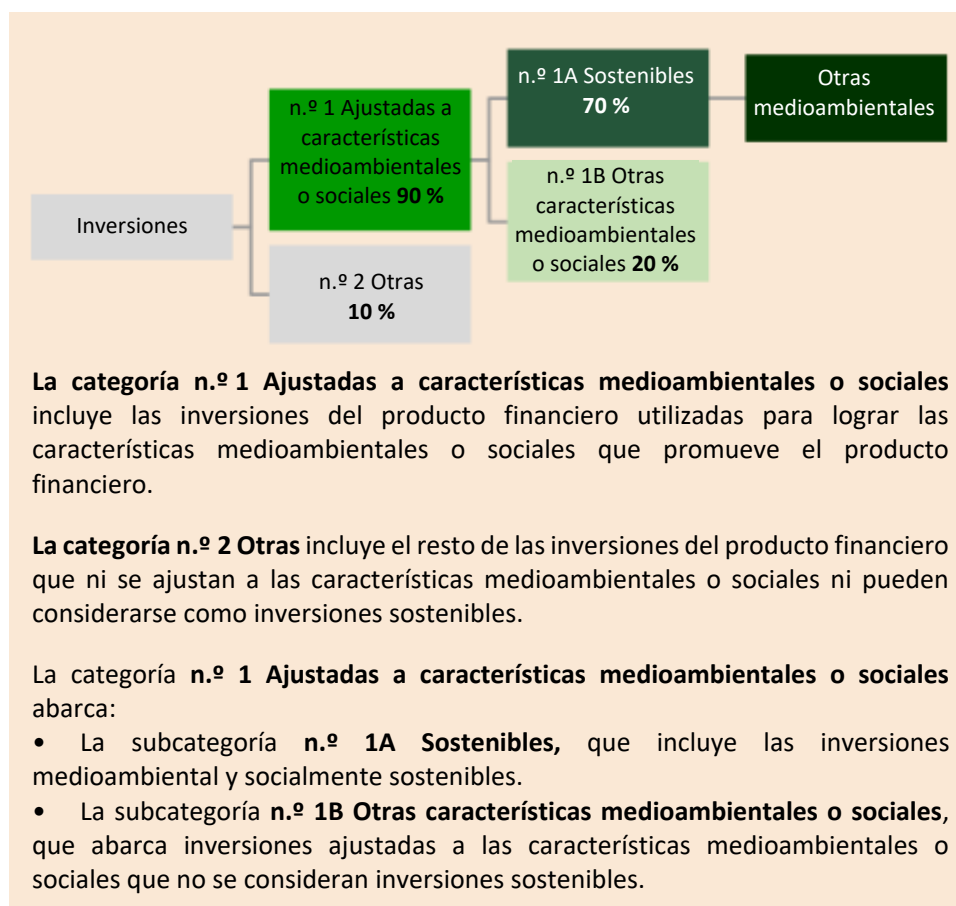 Inversiones
n.º 1 Ajustadas a
características
medioambientales
o sociales 90 %
n.º 2 Otras
10 %
n.º 1A Sostenibles
70 %
n.º 1B Otras
características
medioambientales
o sociales 20 %
Otras
medioambientales
La categoría n.º 1 Ajustadas a características medioambientales o sociales
incluye las inversiones del producto financiero utilizadas para lograr las
características medioambientales o sociales que promueve el producto
financiero.
La categoría n.º 2 Otras incluye el resto de las inversiones del producto financiero
que ni se ajustan a las características medioambientales o sociales ni pueden
considerarse como inversiones sostenibles.
La categoría n.º 1 Ajustadas a características medioambientales o sociales
abarca:
• La subcategoría n.º 1A Sostenibles, que incluye las inversiones
medioambiental y socialmente sostenibles.
• La subcategoría n.º 1B Otras características medioambientales o sociales,
que abarca inversiones ajustadas a las características medioambientales o
sociales que no se consideran inversiones sostenibles.